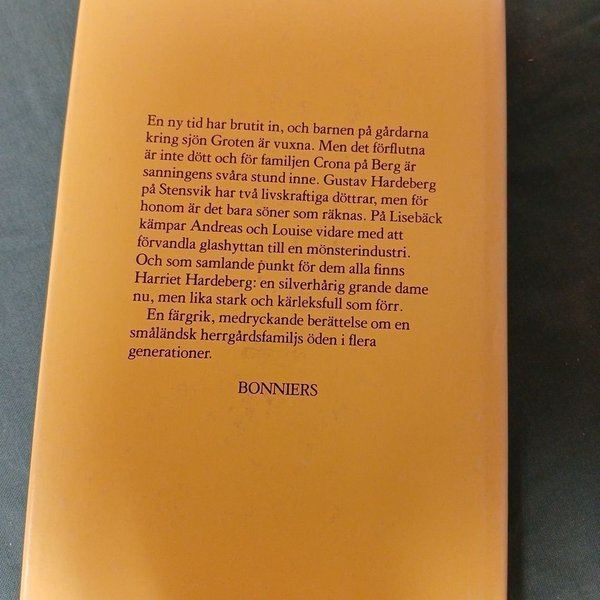 En ny tid har brutit in, och barnen på gårdarna
kring sjön Groten är vuxna. Men det förflutna
är inte dött och för familjen Crona på Berg är
sanningens svåra stund inne. Gustav Hardeberg
på Stensvik har två livskraftiga döttrar, men för
honom är det bara söner som räknas. På Lisebäck
kämpar Andreas och Louise vidare med att
förvandla glashyttan till en mönsterindustri.
Och som samlande punkt för dem alla finns
Harriet Hardeberg: en silverhårig grande dame
nu, men lika stark och kärleksfull som förr.
En färgrik, medryckande berättelse om en
småländsk herrgårdsfamiljs öden i flera
generationer.
BONNIERS